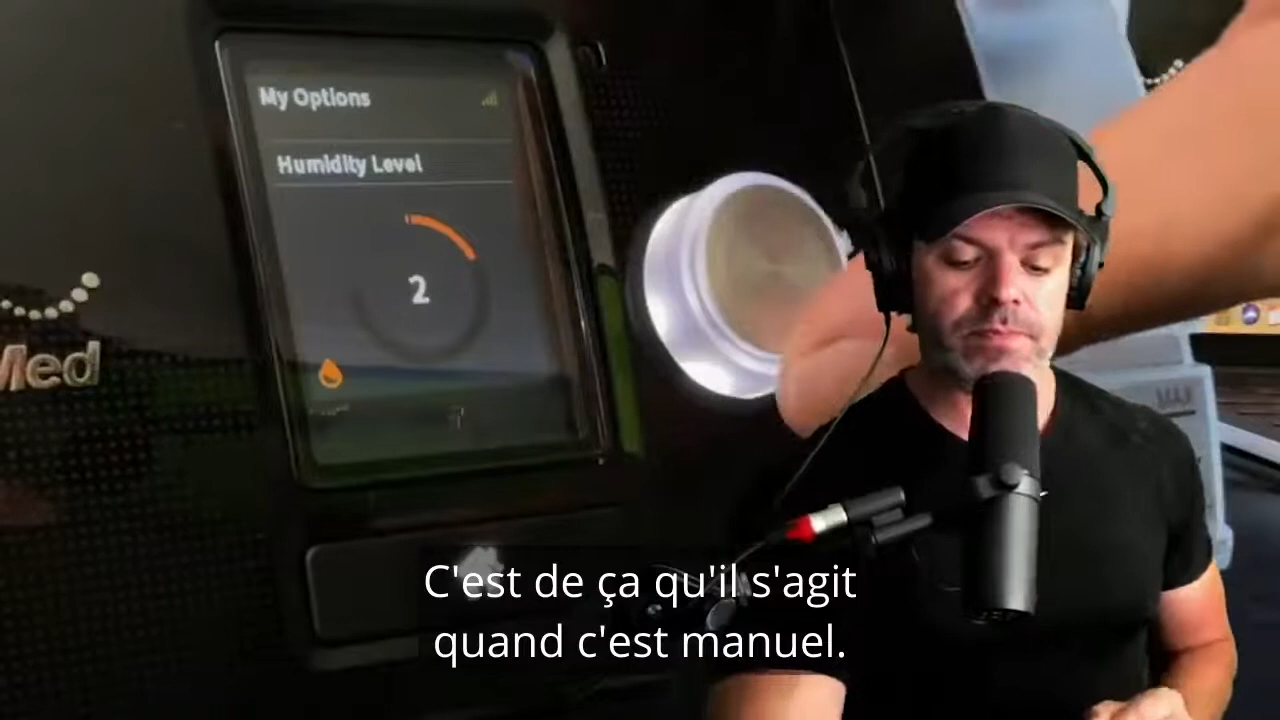 My Options
Humidity Level
2
Med
C'est de ça qu'il s'agit
quand c'est manuel.